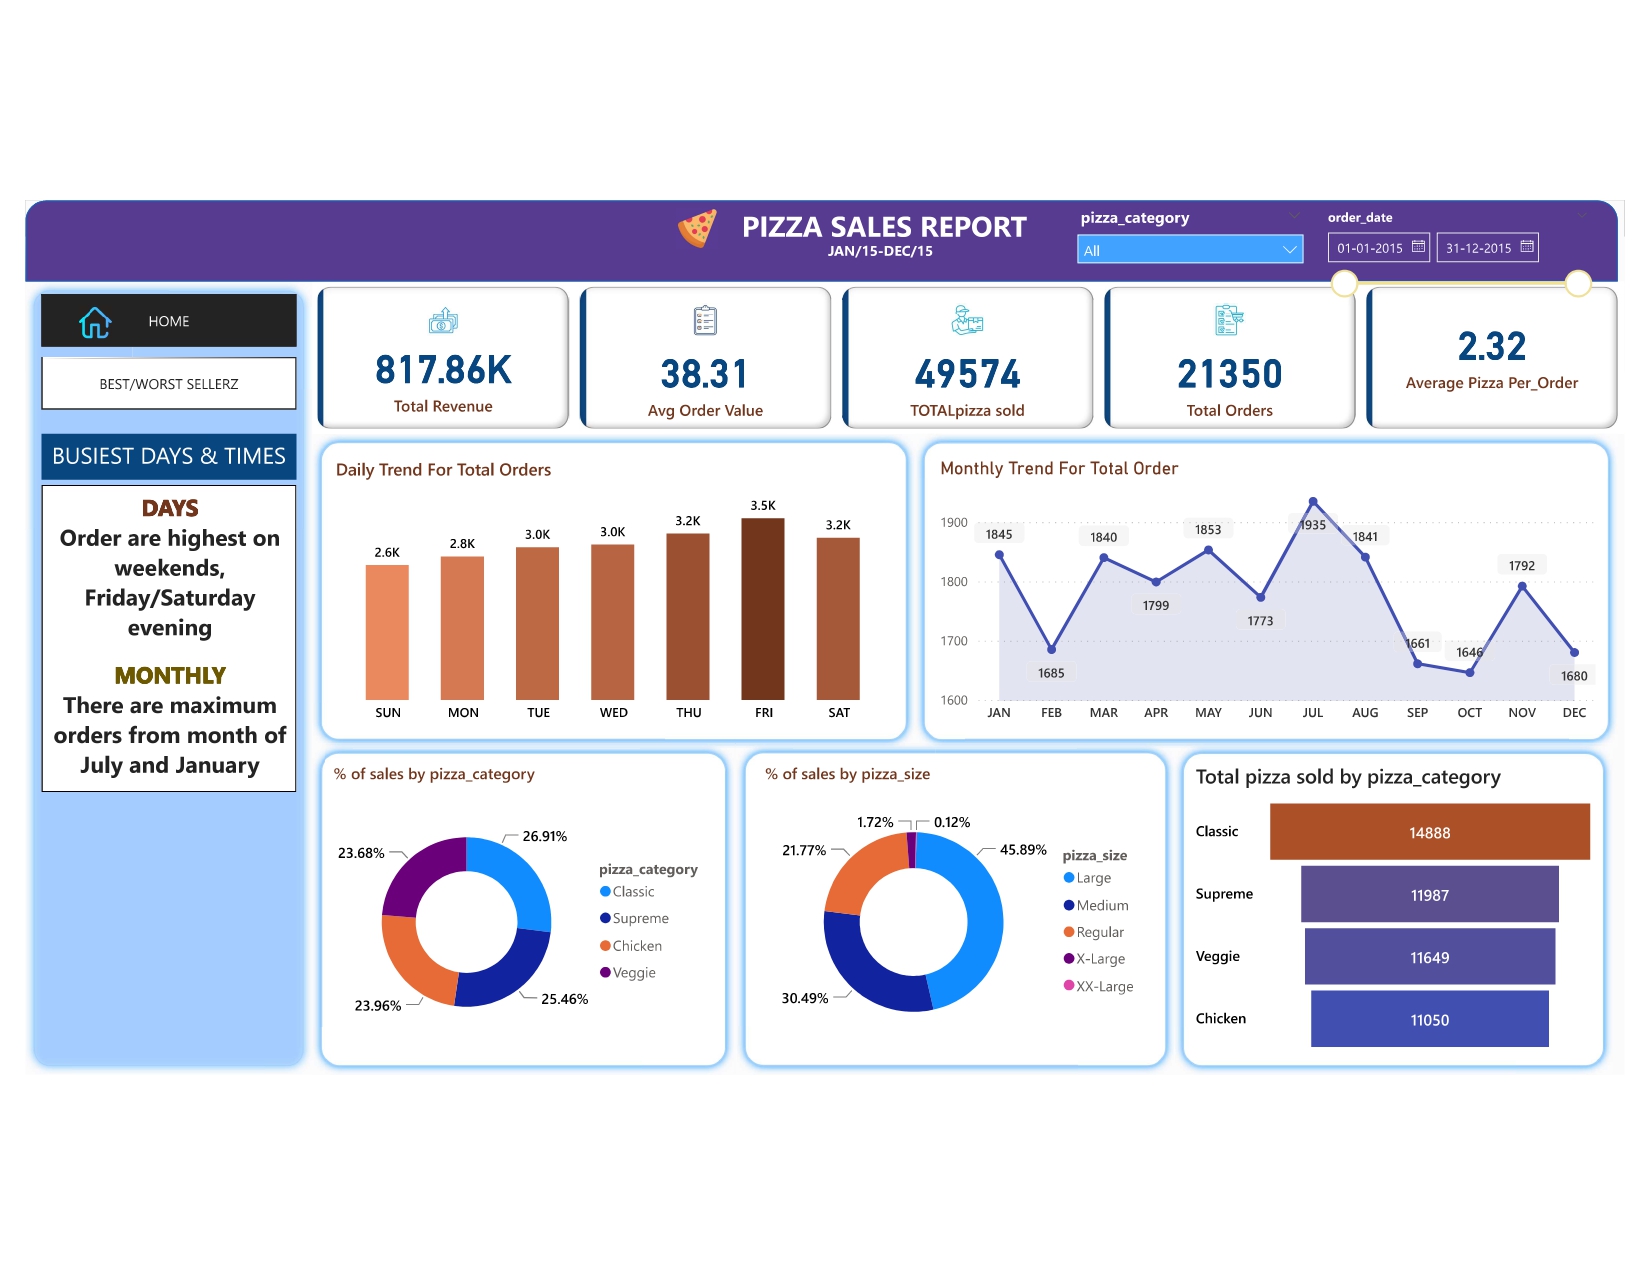 PIZZA SALES REPORT
JAN/15-DEC/15
pizza_category
All
order_date
01-01-2015
31-12-2015
HOME
BEST/WORST SELLERZ
BUSIEST DAYS & TIMES
DAYS
Order are highest on
weekends,
Friday/Saturday
evening
MONTHLY
There are maximum
orders from month of
July and January
817.86K
Total Revenue
38.31
Avg Order Value
49574
TOTALpizza sold
21350
Total Orders
2.32
Average Pizza Per_Order
Daily Trend For Total Orders
2.6K
2.8K
3.0K
3.0K
3.2K
3.5K
3.2K
SUN MON TUE WED THU FRI SAT
Monthly Trend For Total Order
1900
1800
1700
1600
1845
1685
1840
1799
1853
1773
1935
1841
1661
1646
1792
1680
JAN FEB MAR APR MAY JUN JUL AUG SEP OCT NOV DEC
% of sales by pizza_category
26.91%
25.46%
23.96%
23.68%
pizza_category
Classic
Supreme
Chicken
Veggie
% of sales by pizza_size
1.72%
0.12%
45.89%
30.49%
21.77%
pizza_size
Large
Medium
Regular
X-Large
XX-Large
Total pizza sold by pizza_category
Classic 14888
Supreme 11987
Veggie 11649
Chicken 11050